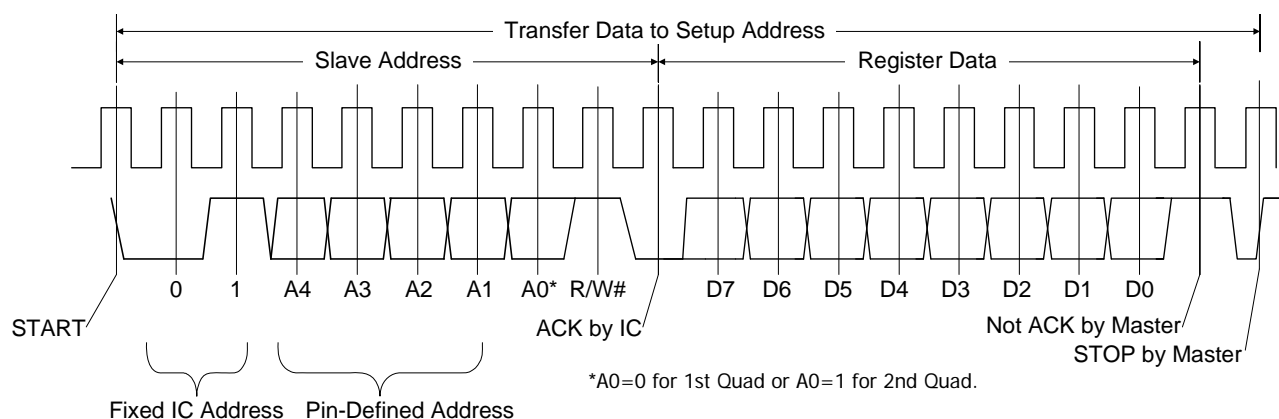 Transfer Data to Setup Address
Slave Address Register Data
0 1 A4 A3 A2 A1 A0* R/W# D7 D6 D5 D4 D3 D2 D1 D0
START ACK by IC Not ACK by Master
STOP by Master
*A0=0 for 1st Quad or A0=1 for 2nd Quad.
Fixed IC Address Pin-Defined Address